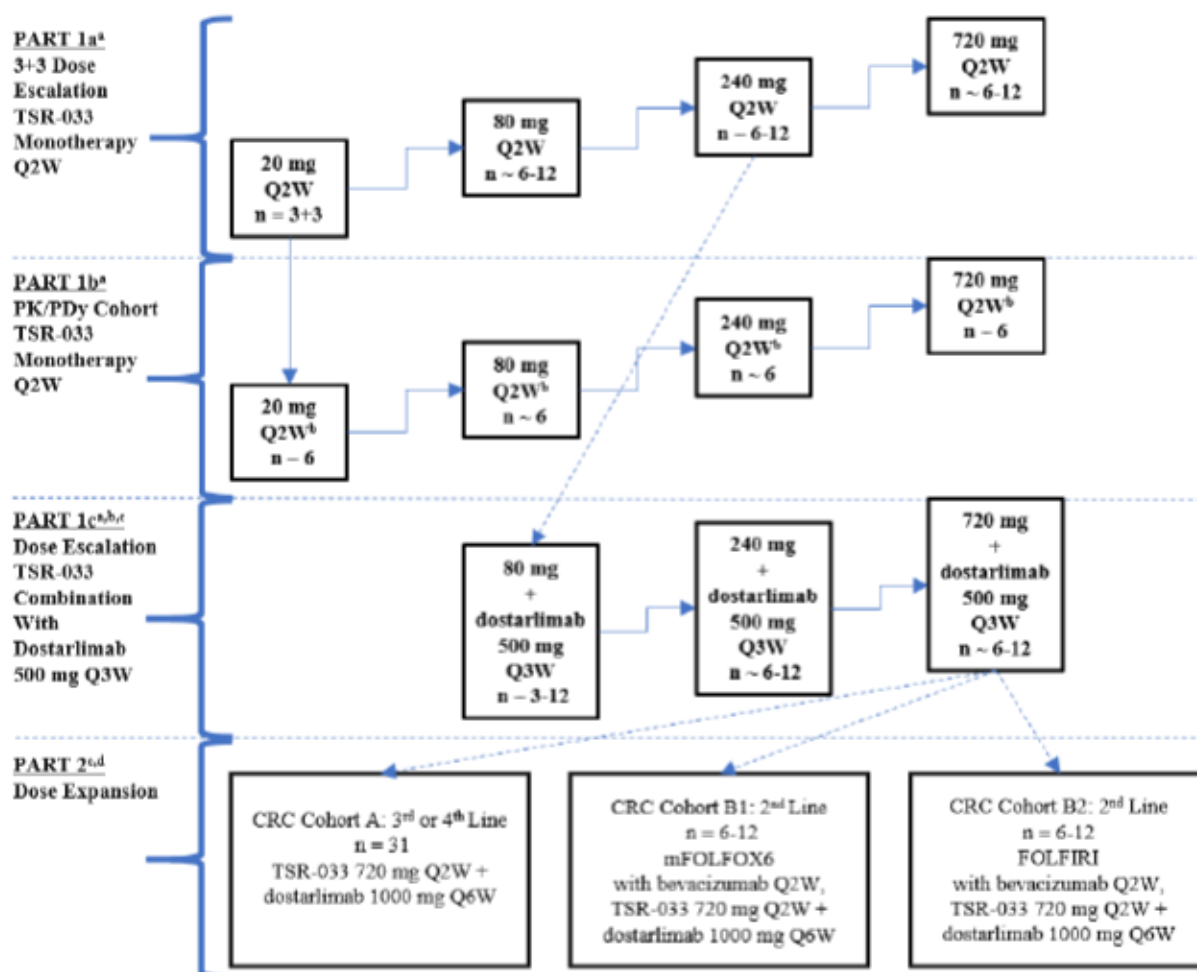 PART 1aᵃ
3+3 Dose
Escalation
TSR-033
Monotherapy
Q2W
20 mg
Q2W
n = 3+3
80 mg
Q2W
n ~ 6-12
240 mg
Q2W
n ~ 6-12
720 mg
Q2W
n ~ 6-12
PART 1bᵃ
PK/PDy Cohort
TSR-033
Monotherapy
Q2W
20 mg
Q2Wᵇ
n ~ 6
80 mg
Q2Wᵇ
n ~ 6
240 mg
Q2Wᵇ
n ~ 6
720 mg
Q2Wᵇ
n ~ 6
PART 1cᵃ,ᵇ,ᶜ
Dose Escalation
TSR-033
Combination
With
Dostarlimab
500 mg Q3W
80 mg
+
dostarlimab
500 mg
Q3W
n ~ 3-12
240 mg
+
dostarlimab
500 mg
Q3W
n ~ 6-12
720 mg
+
dostarlimab
500 mg
Q3W
n ~ 6-12
PART 2ᶜ,ᵈ
Dose Expansion
CRC Cohort A: 3ʳᵈ or 4ᵗʰ Line
n = 31
TSR-033 720 mg Q2W +
dostarlimab 1000 mg Q6W
CRC Cohort B1: 2ⁿᵈ Line
n = 6-12
mFOLFOX6
with bevacizumab Q2W,
TSR-033 720 mg Q2W +
dostarlimab 1000 mg Q6W
CRC Cohort B2: 2ⁿᵈ Line
n = 6-12
FOLFIRI
with bevacizumab Q2W,
TSR-033 720 mg Q2W +
dostarlimab 1000 mg Q6W